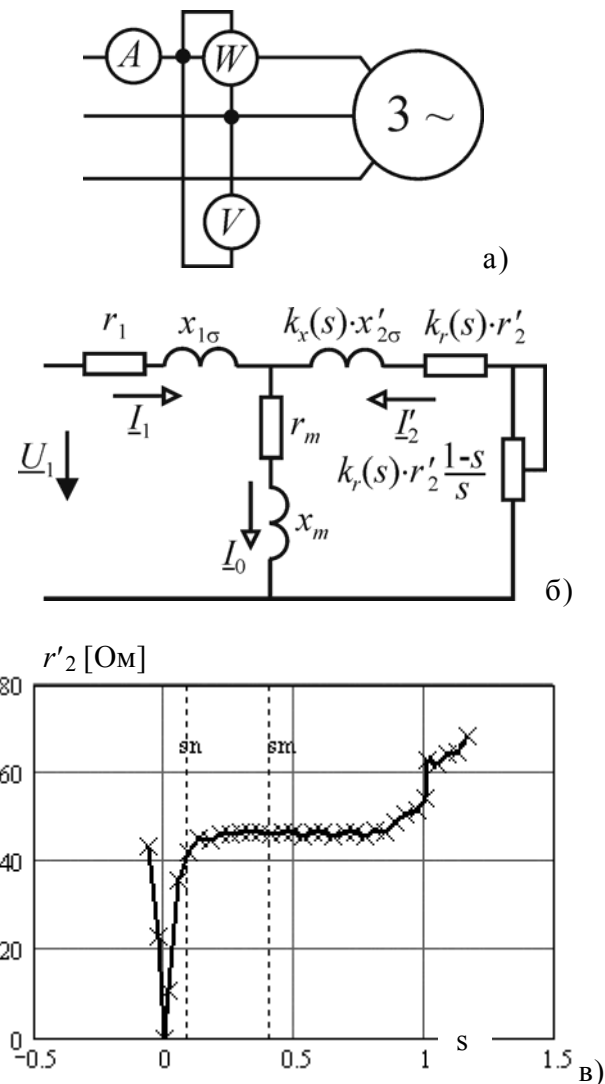 A W
3 ~
V
а)
r₁ x₁σ kₓ(s)·x′₂σ kᵣ(s)·r′₂
I₁ rₘ I′₂
U₁ kᵣ(s)·r′₂ 1-s/s
I₀ xₘ
б)
r′₂ [Ом]
80
sn sm
60
40
20
0
-0.5 0 0.5 1 s 1.5
в)